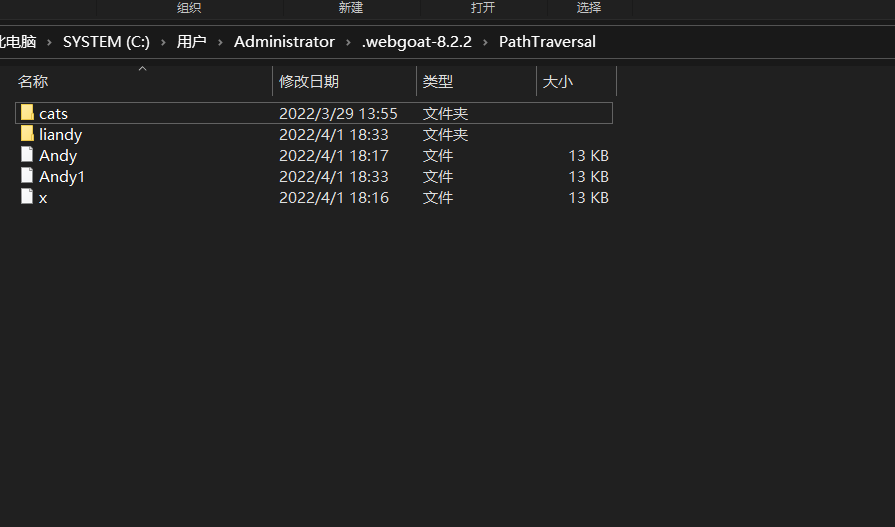 组织 新建 打开 选择
此电脑 › SYSTEM (C:) › 用户 › Administrator › .webgoat-8.2.2 › PathTraversal
名称 修改日期 类型 大小
cats 2022/3/29 13:55 文件夹
liandy 2022/4/1 18:33 文件夹
Andy 2022/4/1 18:17 文件 13 KB
Andy1 2022/4/1 18:33 文件 13 KB
x 2022/4/1 18:16 文件 13 KB